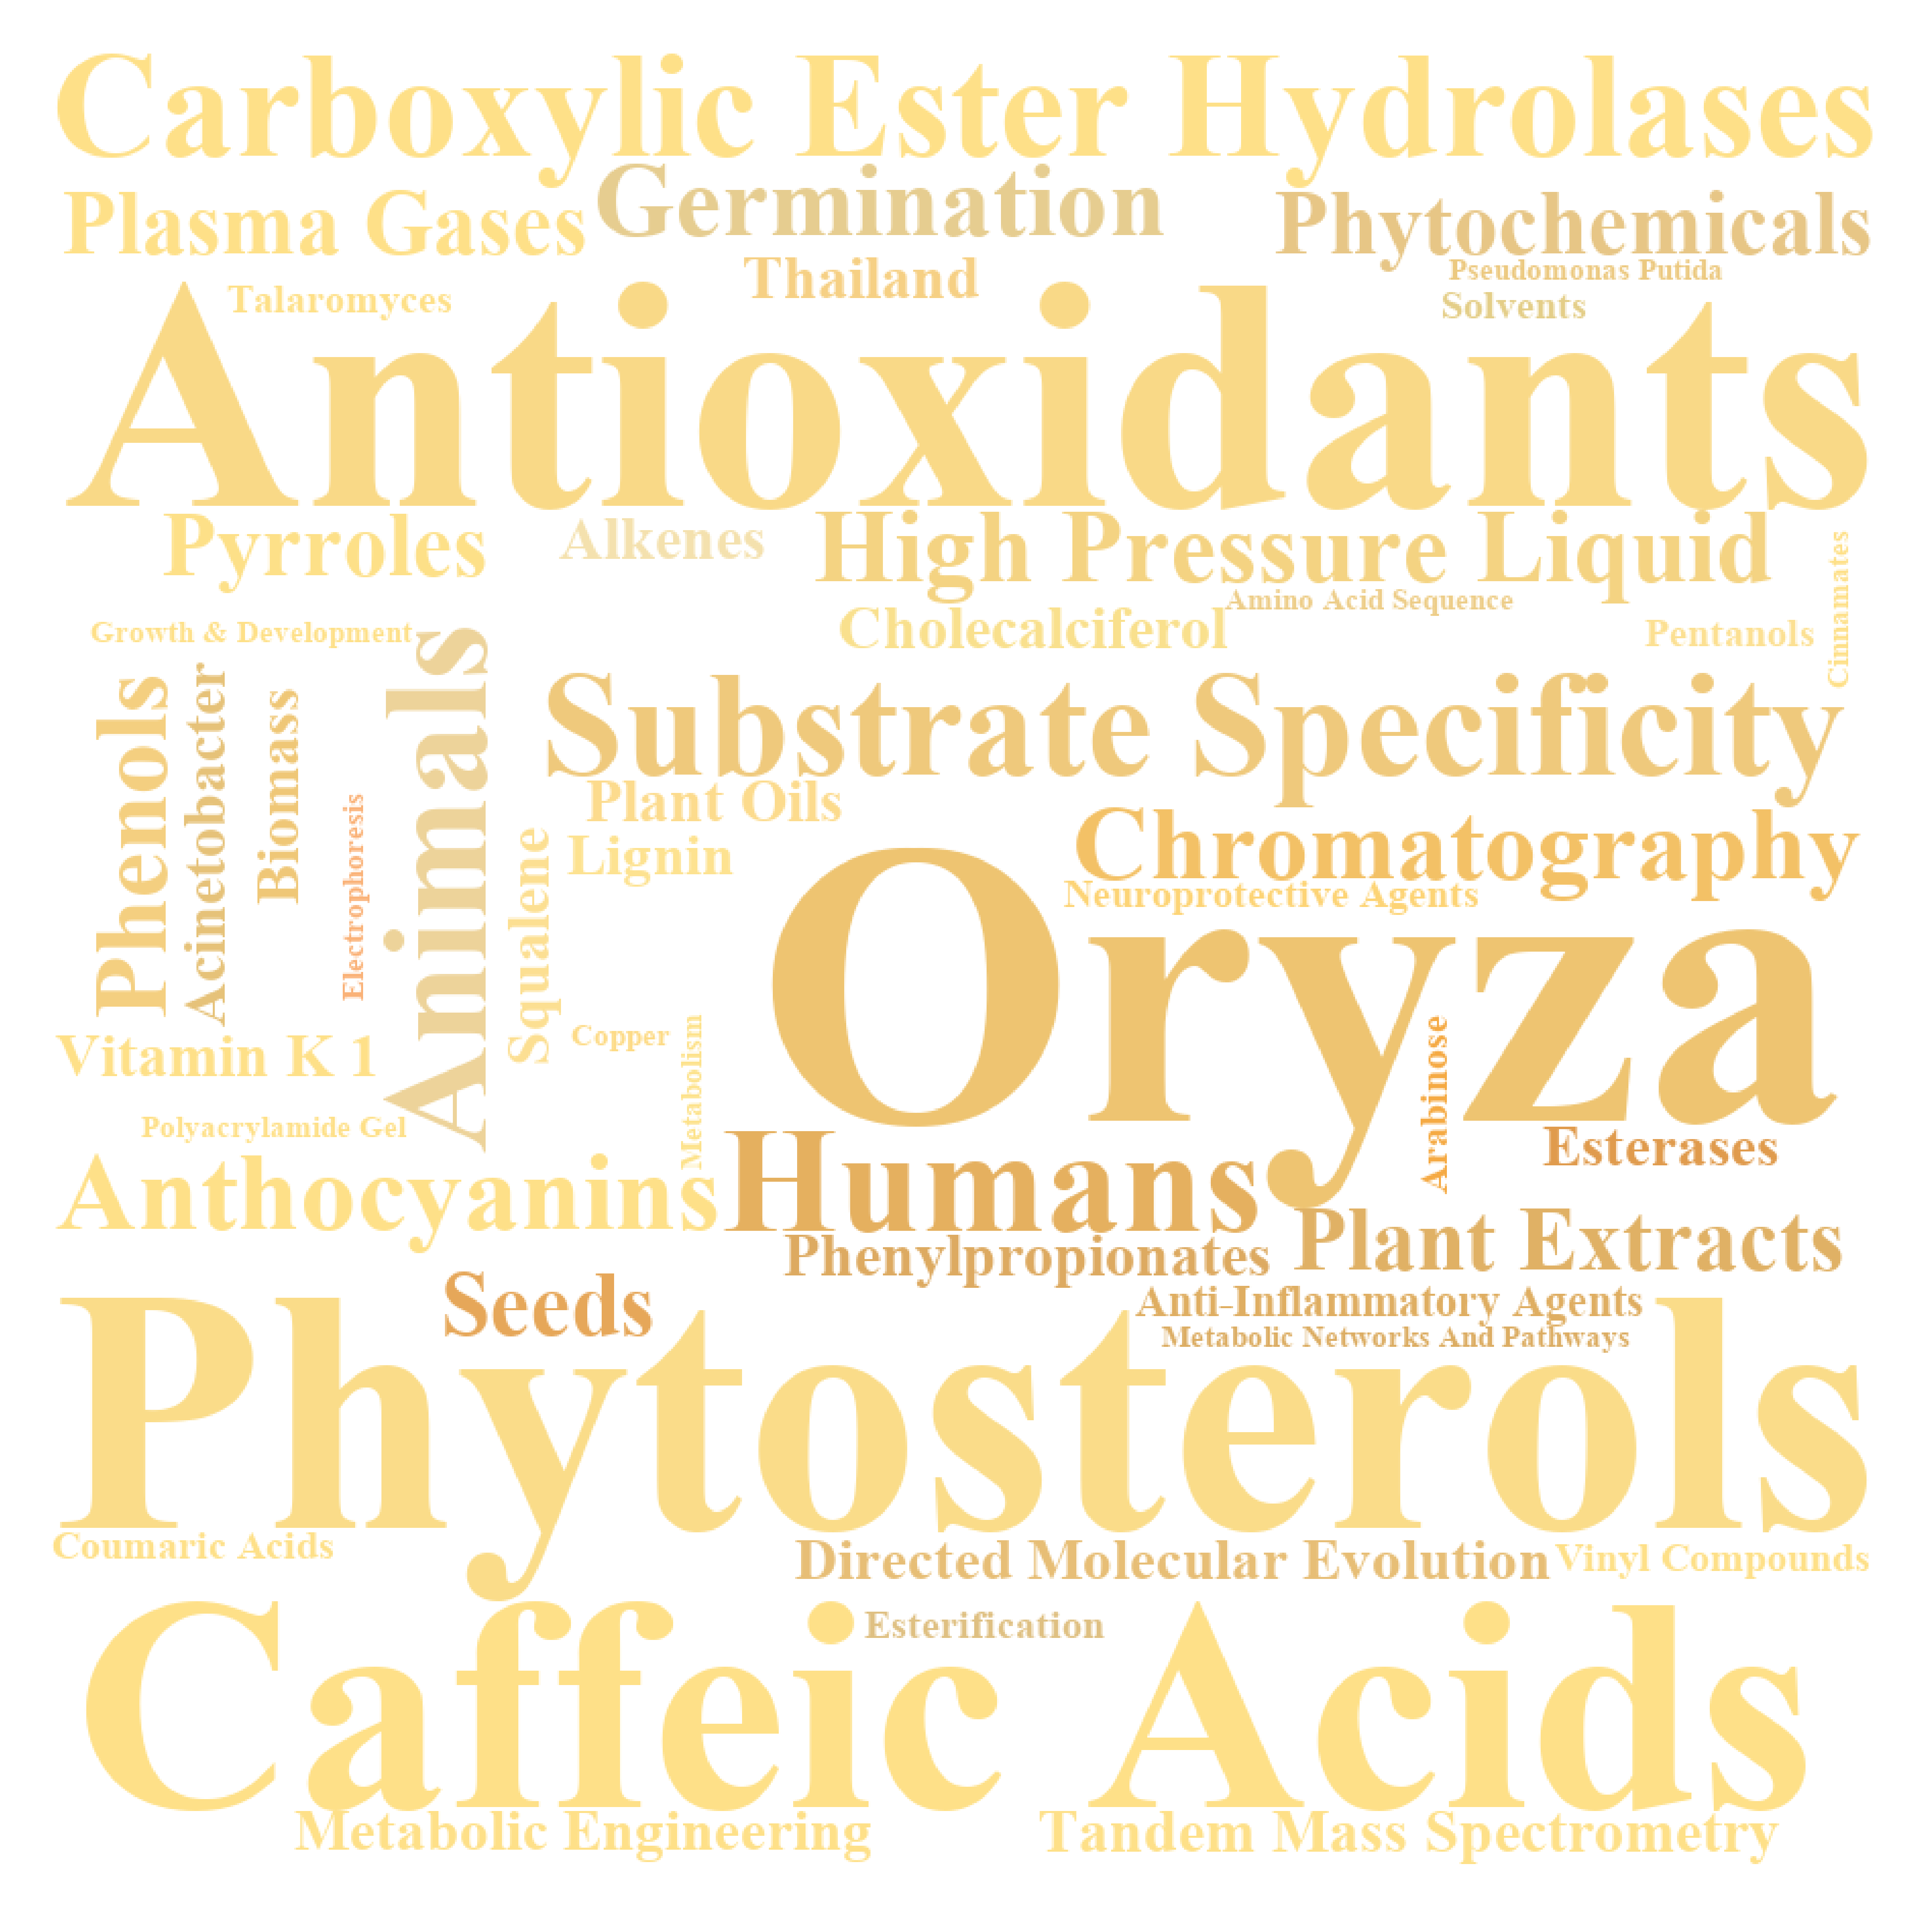 Carboxylic Ester Hydrolases
Plasma Gases
Germination
Phytochemicals
Thailand
Pseudomonas Putida
Talaromyces
Solvents
Antioxidants
Pyrroles
Alkenes
High Pressure Liquid
Cinnamates
Amino Acid Sequence
Growth & Development
Cholecalciferol
Pentanols
Phenols
Acinetobacter
Biomass
Electrophoresis
Animals
Substrate Specificity
Plant Oils
Squalene
Lignin
Chromatography
Neuroprotective Agents
Oryza
Vitamin K 1
Copper
Metabolism
Arabinose
Polyacrylamide Gel
Anthocyanins
Humans
Esterases
Phenylpropionates
Plant Extracts
Seeds
Anti-Inflammatory Agents
Metabolic Networks And Pathways
Phytosterols
Coumaric Acids
Directed Molecular Evolution
Vinyl Compounds
Esterification
Caffeic Acids
Metabolic Engineering
Tandem Mass Spectrometry